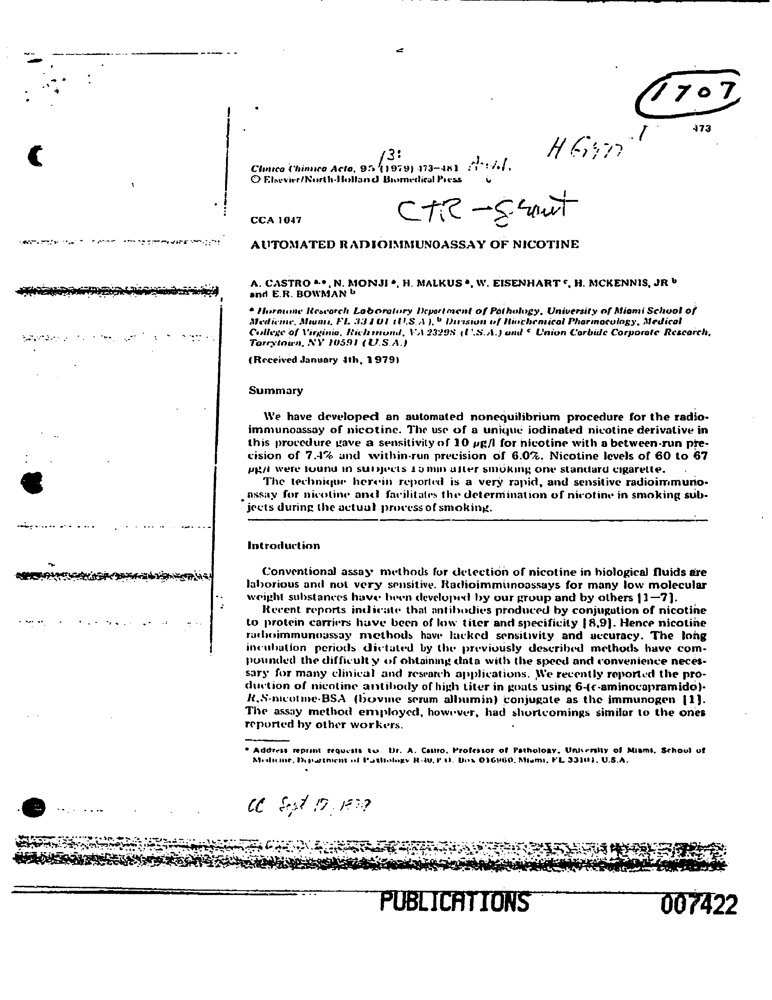 1707
473
Clinica Chimica Acta, 95 (1979) 473–481
© Elsevier/North-Holland Biomedical Press
CTR –
CCA 1047
AUTOMATED RADIOIMMUNOASSAY OF NICOTINE
A. CASTRO a,*, N. MONJI a, H. MALKUS a, W. EISENHART c, H. MCKENNIS, JR b
and E.R. BOWMAN b
a Hormone Research Laboratory Department of Pathology, University of Miami School of
Medicine, Miami, FL 33101 (U.S.A.), b Division of Biochemical Pharmacology, Medical
College of Virginia, Richmond, VA 23298 (U.S.A.) and c Union Carbide Corporate Research,
Tarrytown, NY 10591 (U.S.A.)
(Received January 4th, 1979)
Summary
We have developed an automated nonequilibrium procedure for the radio-
immunoassay of nicotine. The use of a unique iodinated nicotine derivative in
this procedure gave a sensitivity of 10 µg/l for nicotine with a between-run pre-
cision of 7.4% and within-run precision of 6.0%. Nicotine levels of 60 to 67
µg/l were found in subjects 15 min after smoking one standard cigarette.
The technique herein reported is a very rapid, and sensitive radioimmuno-
assay for nicotine and facilitates the determination of nicotine in smoking sub-
jects during the actual process of smoking.
Introduction
Conventional assay methods for detection of nicotine in biological fluids are
laborious and not very sensitive. Radioimmunoassays for many low molecular
weight substances have been developed by our group and by others [1–7].
Recent reports indicate that antibodies produced by conjugation of nicotine
to protein carriers have been of low titer and specificity [8,9]. Hence nicotine
radioimmunoassay methods have lacked sensitivity and accuracy. The long
incubation periods dictated by the previously described methods have com-
pounded the difficulty of obtaining data with the speed and convenience neces-
sary for many clinical and research applications. We recently reported the pro-
duction of nicotine antibody of high titer in goats using 6-(ε-aminocapramido)-
R,S-nicotine-BSA (bovine serum albumin) conjugate as the immunogen [1].
The assay method employed, however, had shortcomings similar to the ones
reported by other workers.
* Address reprint requests to: Dr. A. Castro, Professor of Pathology, University of Miami, School of
Medicine, Department of Pathology R-40, P.O. Box 016960, Miami, FL 33101, U.S.A.
CC Sept 17, 1979
PUBLICATIONS 007422